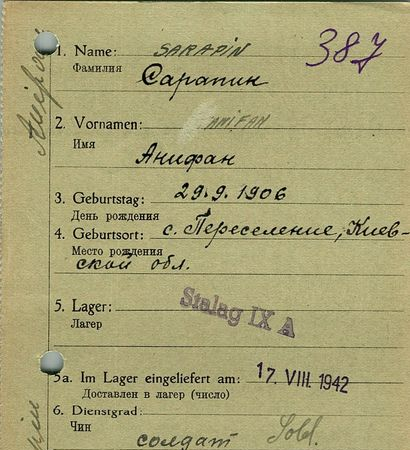 387
1. Name: SARAPIN
Фамилия
Сарапин
2. Vornamen: ANIFAN
Имя
Анифан
3. Geburtstag: 29.9.1906
День рождения
4. Geburtsort: с. Переселение, Киев-
Место рождения
ской обл.
5. Lager: Stalag IX A
Лагер
5a. Im Lager eingeliefert am: 17. VIII. 1942
Доставлен в лагер (число)
6. Dienstgrad: Sold.
Чин
солдат